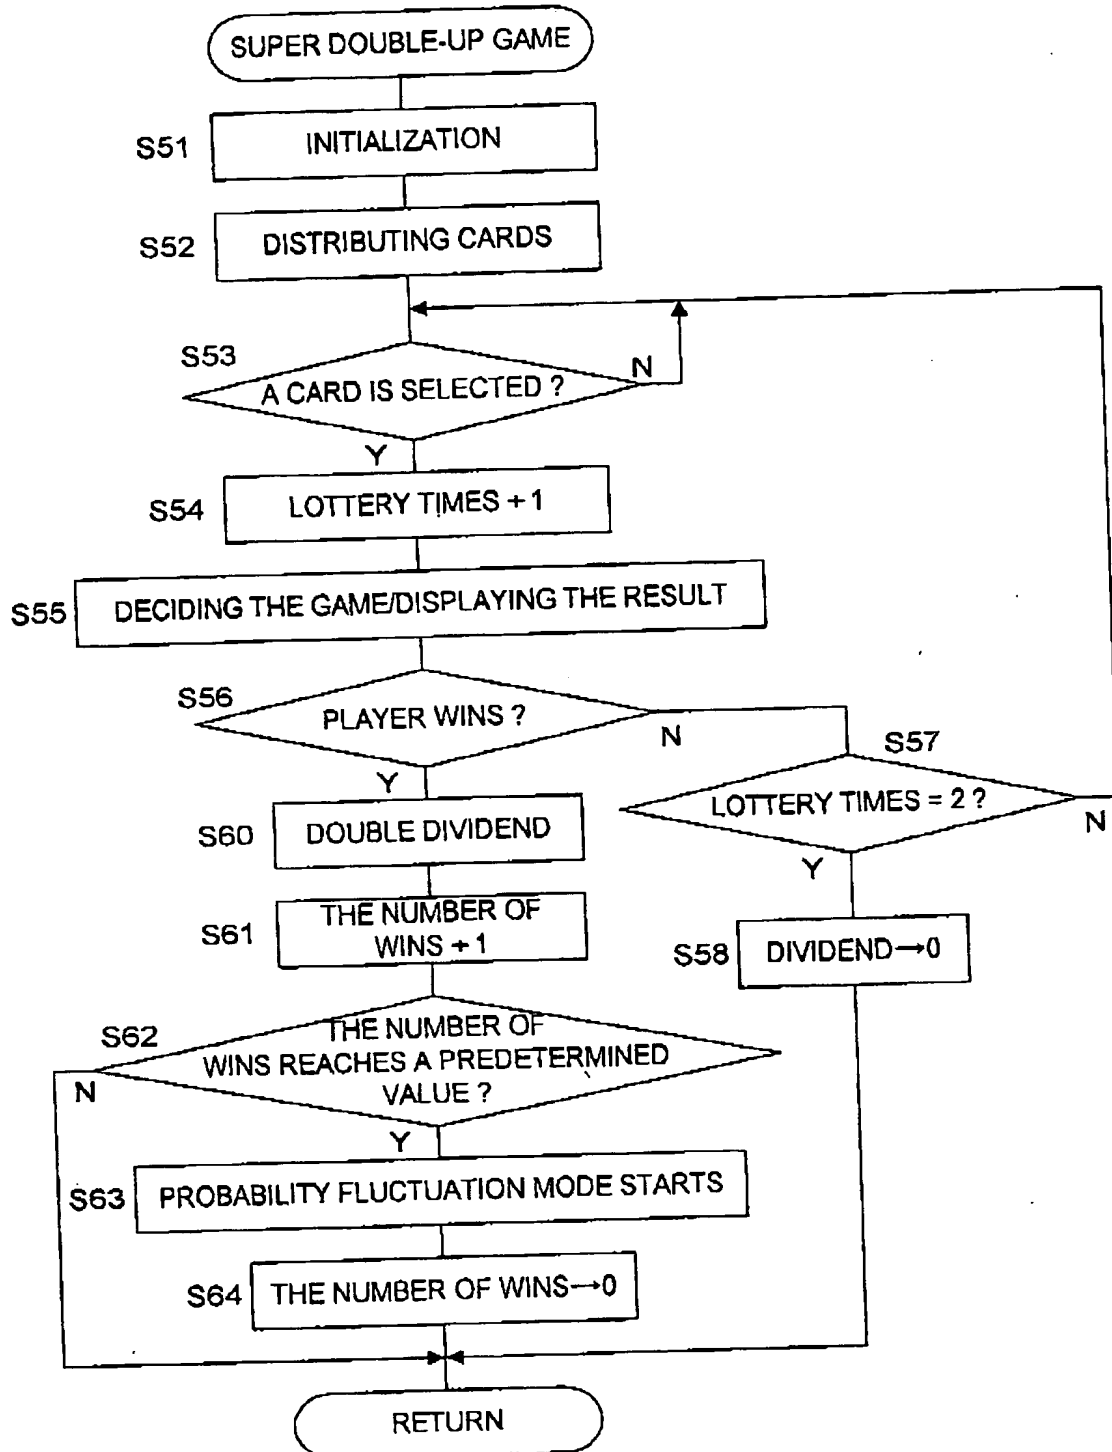 SUPER DOUBLE-UP GAME
S51
INITIALIZATION
S52
DISTRIBUTING CARDS
S53
A CARD IS SELECTED ?
N
Y
S54
LOTTERY TIMES + 1
S55
DECIDING THE GAME/DISPLAYING THE RESULT
S56
PLAYER WINS ?
N
Y
S57
LOTTERY TIMES = 2 ?
N
Y
S60
DOUBLE DIVIDEND
S61
THE NUMBER OF
WINS + 1
S58
DIVIDEND→0
S62
THE NUMBER OF
WINS REACHES A PREDETERMINED
VALUE ?
N
Y
S63
PROBABILITY FLUCTUATION MODE STARTS
S64
THE NUMBER OF WINS→0
RETURN